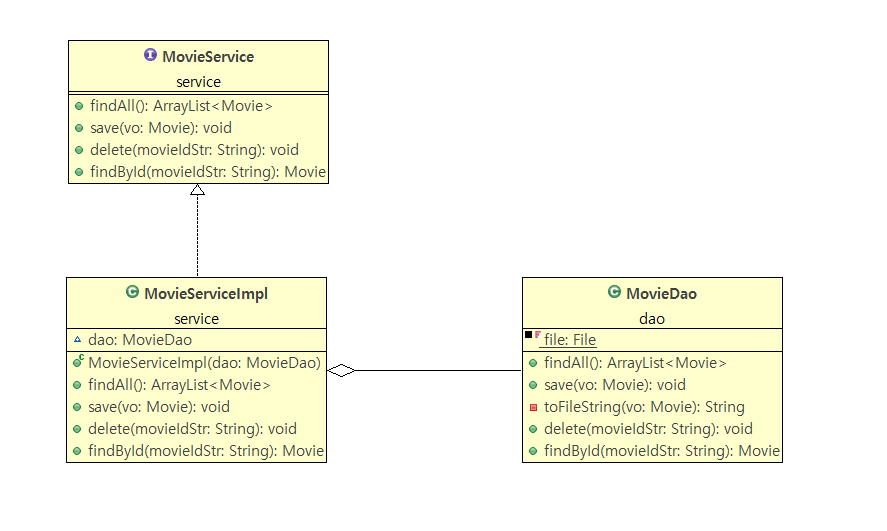 MovieService
service
findAll(): ArrayList<Movie>
save(vo: Movie): void
delete(movieIdStr: String): void
findById(movieIdStr: String): Movie
MovieServiceImpl
service
dao: MovieDao
MovieServiceImpl(dao: MovieDao)
findAll(): ArrayList<Movie>
save(vo: Movie): void
delete(movieIdStr: String): void
findById(movieIdStr: String): Movie
MovieDao
dao
file: File
findAll(): ArrayList<Movie>
save(vo: Movie): void
toFileString(vo: Movie): String
delete(movieIdStr: String): void
findById(movieIdStr: String): Movie